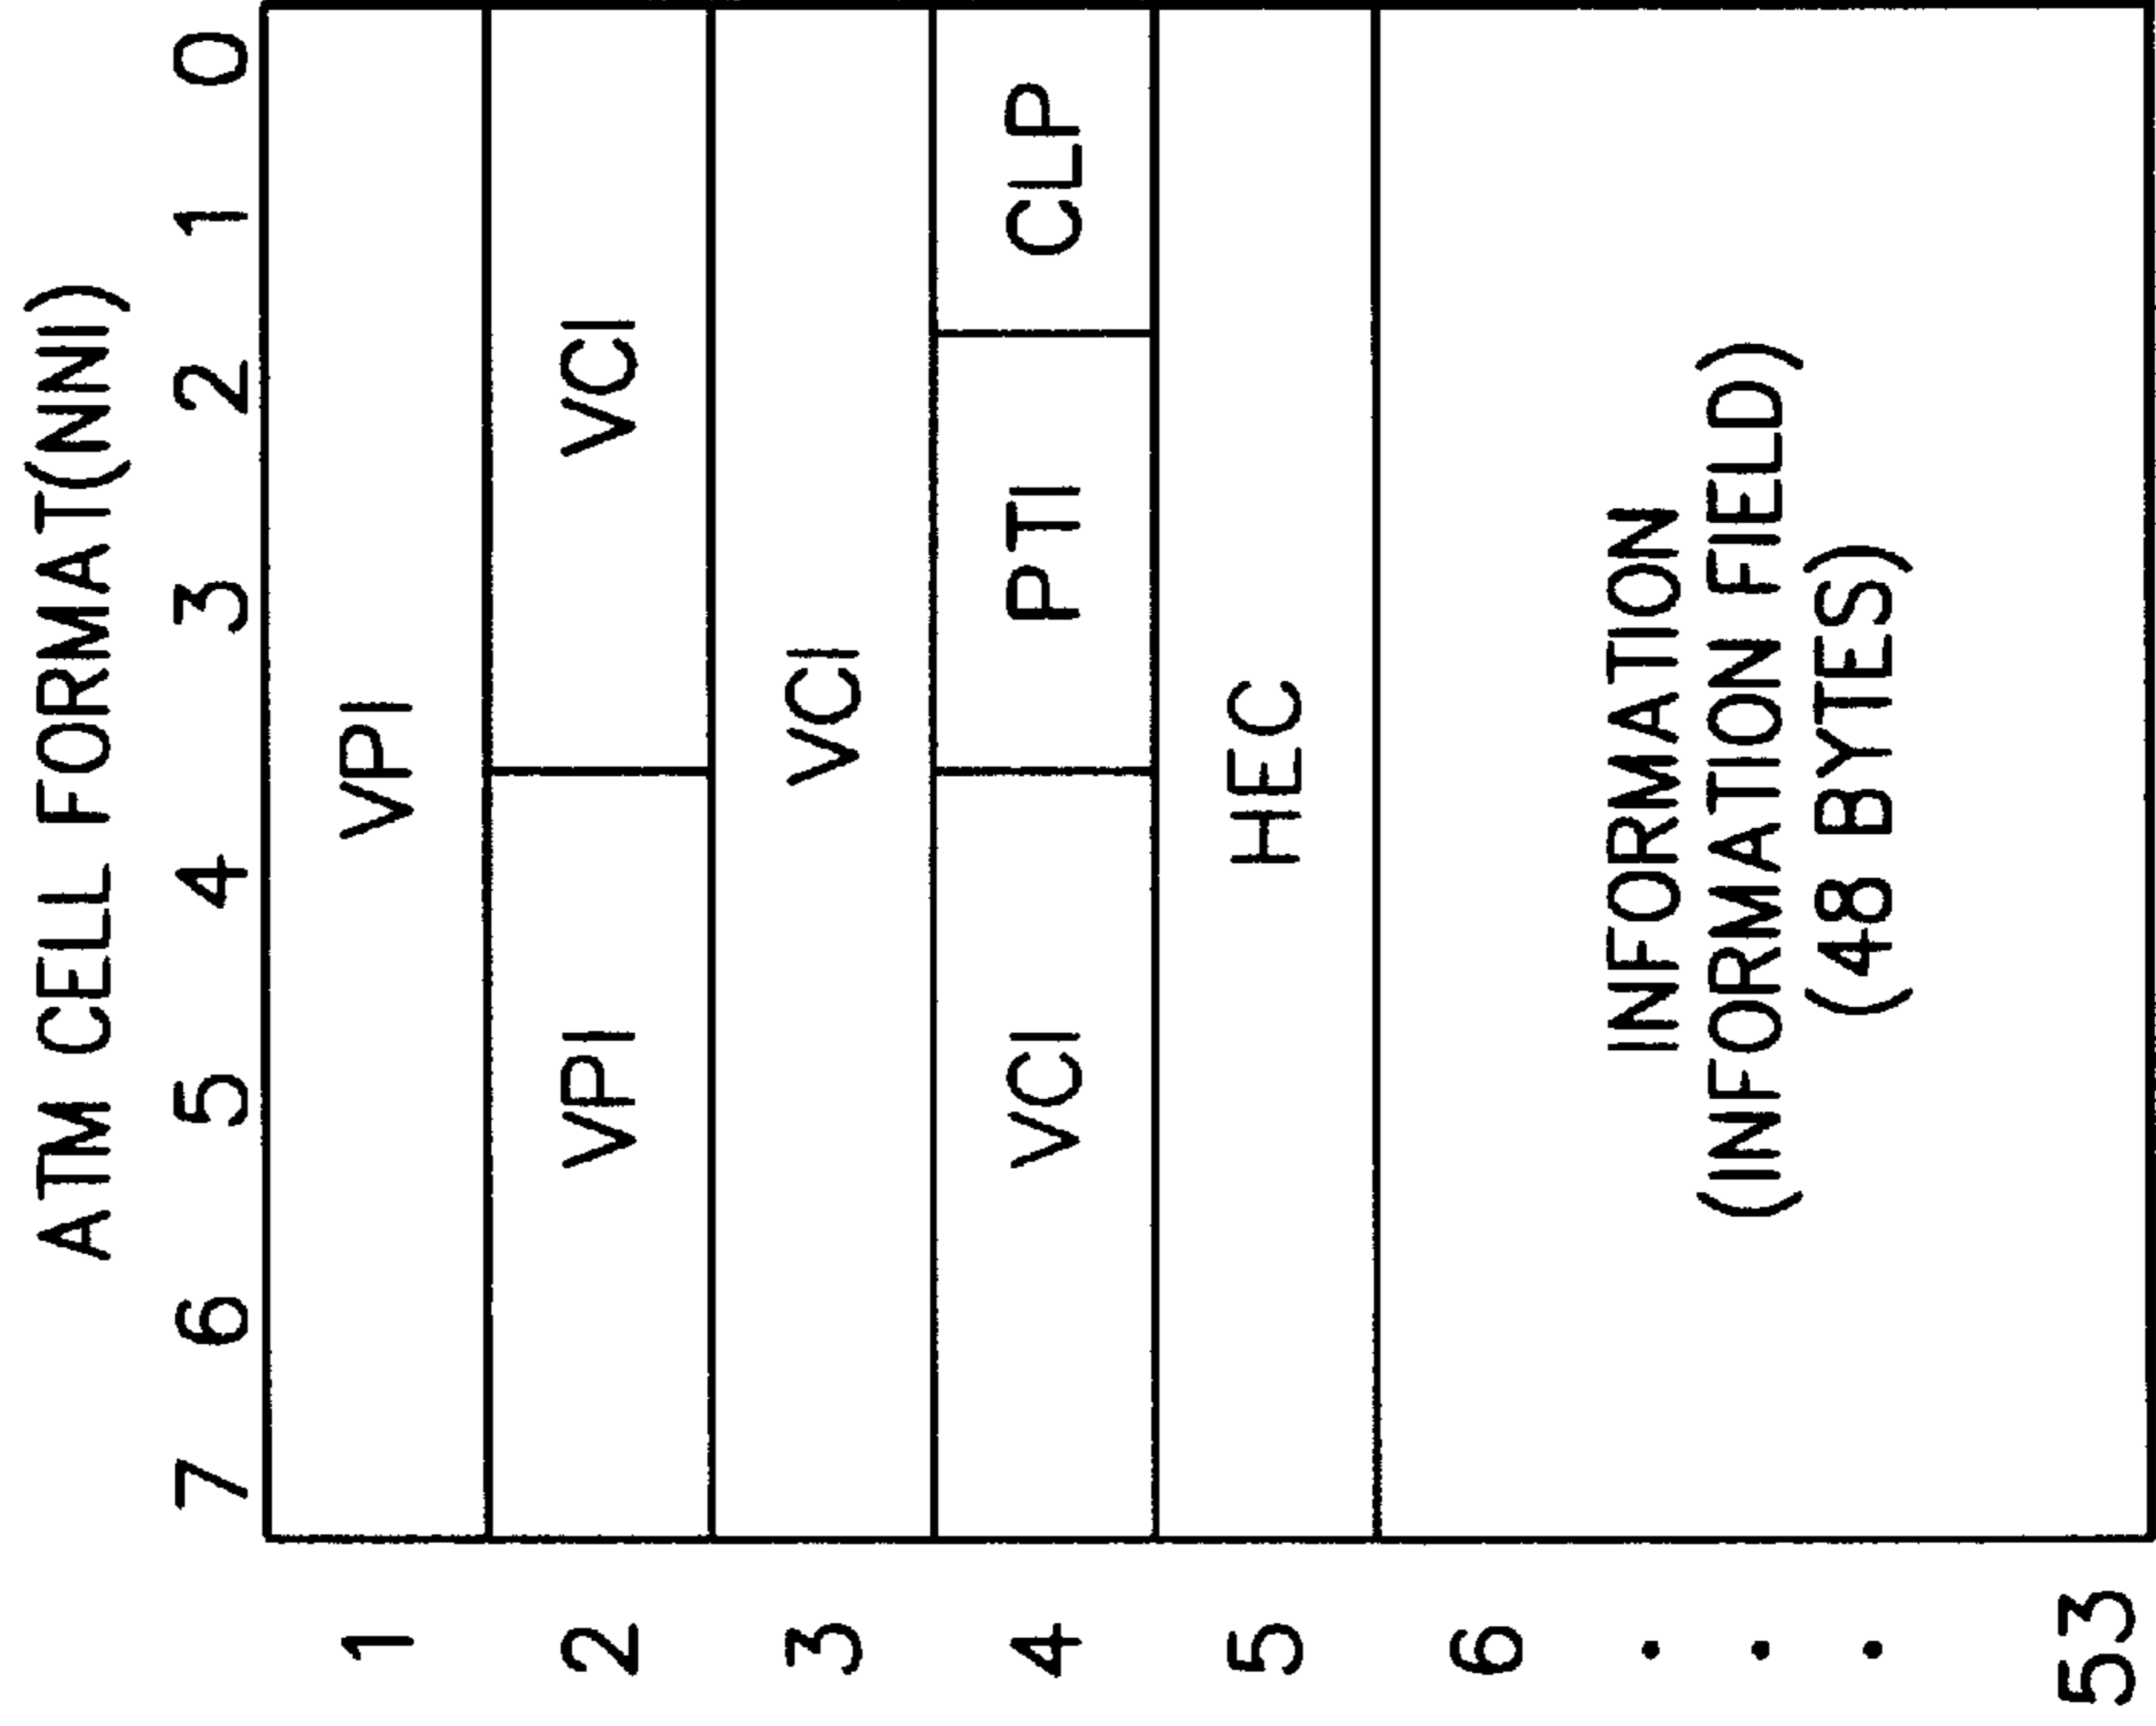 ATM CELL FORMAT(NNI)
7 6 5 4 3 2 1 0
1 VPI
2 VPI VCI
3 VCI
4 VCI PTI CLP
5 HEC
6
INFORMATION
(INFORMATION FIELD)
(48 BYTES)
53